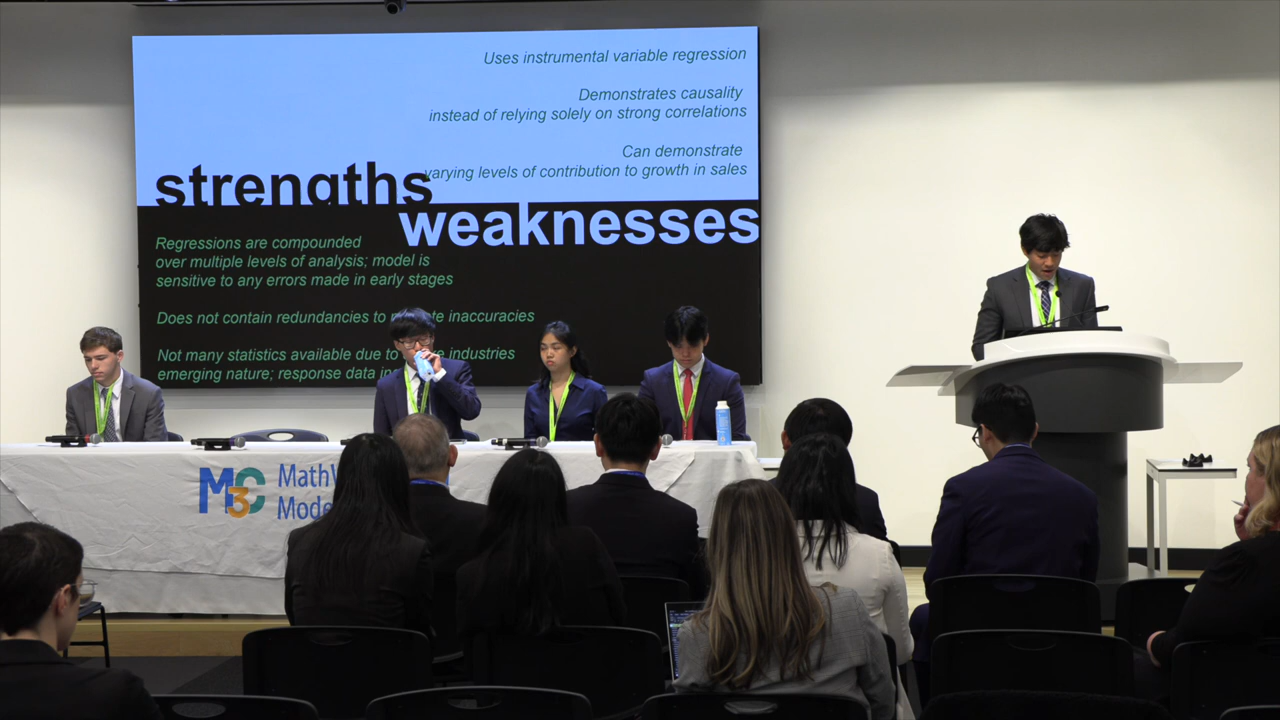 Uses instrumental variable regression
Demonstrates causality
instead of relying solely on strong correlations
Can demonstrate
varying levels of contribution to growth in sales
strengths
weaknesses
Regressions are compounded
over multiple levels of analysis; model is
sensitive to any errors made in early stages
Does not contain redundancies to inaccuracies
Not many statistics available due to industries
emerging nature; response data
M3C